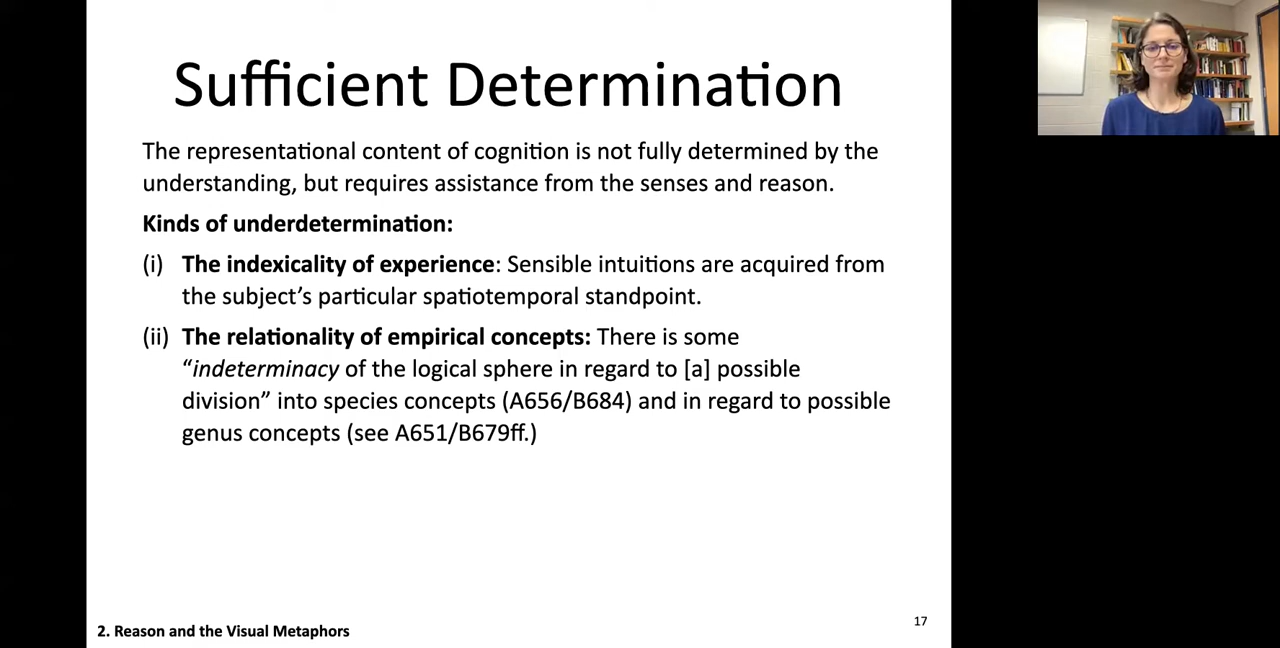 Sufficient Determination
The representational content of cognition is not fully determined by the
understanding, but requires assistance from the senses and reason.
Kinds of underdetermination:
(i) The indexicality of experience: Sensible intuitions are acquired from
the subject's particular spatiotemporal standpoint.
(ii) The relationality of empirical concepts: There is some
“indeterminacy of the logical sphere in regard to [a] possible
division” into species concepts (A656/B684) and in regard to possible
genus concepts (see A651/B679ff.)
2. Reason and the Visual Metaphors
17